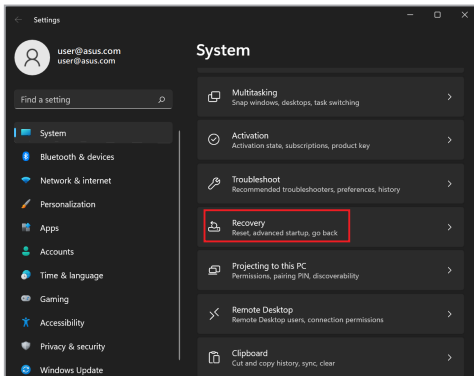 Settings
user@asus.com
user@asus.com
Find a setting
System
Bluetooth & devices
Network & internet
Personalization
Apps
Accounts
Time & language
Gaming
Accessibility
Privacy & security
Windows Update
System
Multitasking
Snap windows, desktops, task switching
Activation
Activation state, subscriptions, product key
Troubleshoot
Recommended troubleshooters, preferences, history
Recovery
Reset, advanced startup, go back
Projecting to this PC
Permissions, pairing PIN, discoverability
Remote Desktop
Remote Desktop users, connection permissions
Clipboard
Cut and copy history, sync, clear